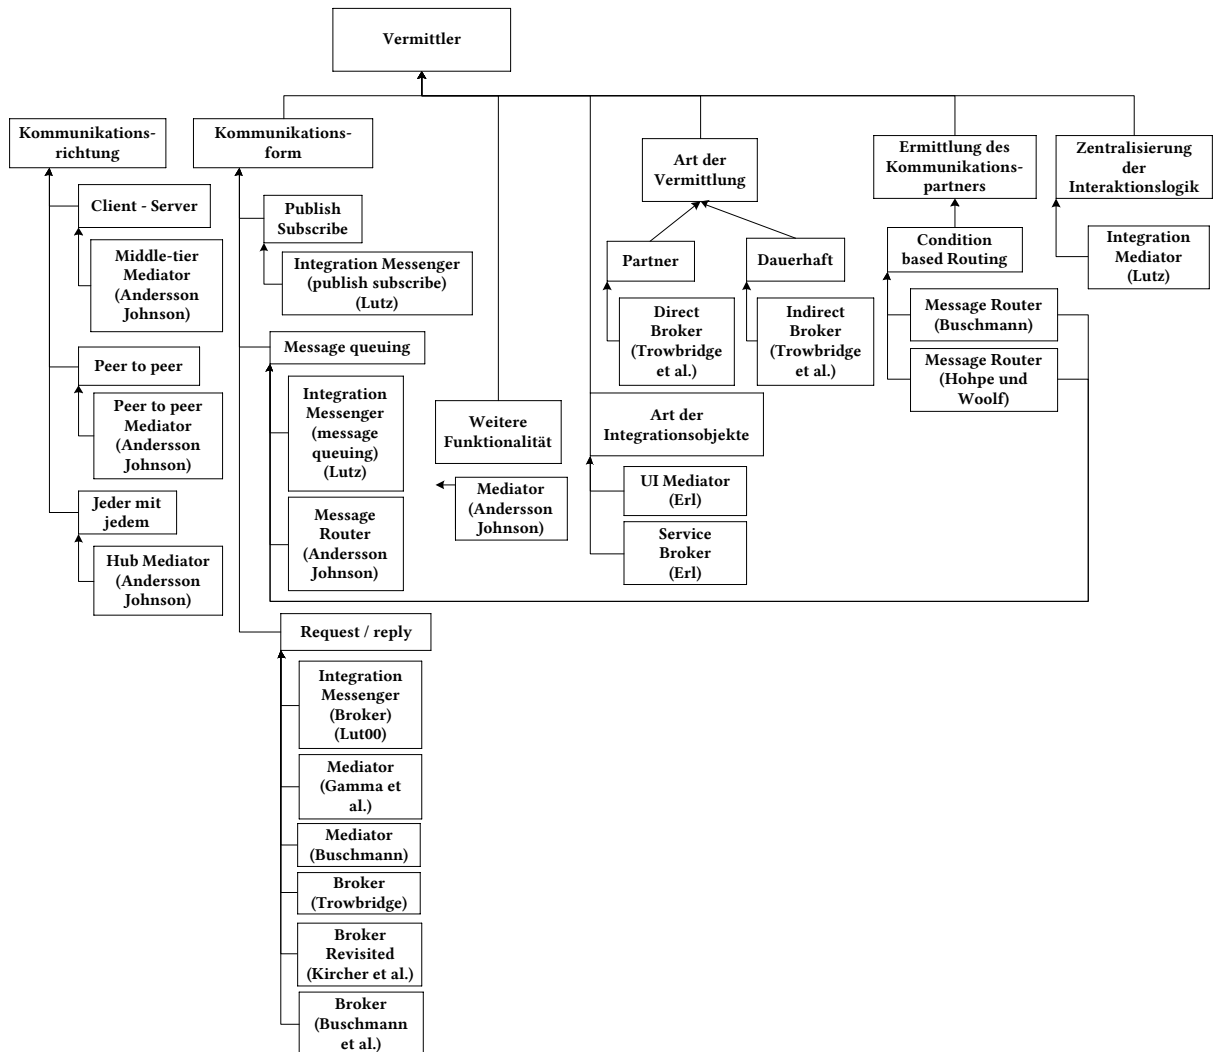 Vermittler
Kommunikations-
richtung
Client - Server
Middle-tier
Mediator
(Andersson
Johnson)
Peer to peer
Peer to peer
Mediator
(Andersson
Johnson)
Jeder mit
jedem
Hub Mediator
(Andersson
Johnson)
Kommunikations-
form
Publish
Subscribe
Integration Messenger
(publish subscribe)
(Lutz)
Message queuing
Integration
Messenger
(message
queuing)
(Lutz)
Message
Router
(Andersson
Johnson)
Request / reply
Integration
Messenger
(Broker)
(Lut00)
Mediator
(Gamma et
al.)
Mediator
(Buschmann)
Broker
(Trowbridge)
Broker
Revisited
(Kircher et al.)
Broker
(Buschmann
et al.)
Weitere
Funktionalität
Mediator
(Andersson
Johnson)
Art der
Integrationsobjekte
UI Mediator
(Erl)
Service
Broker
(Erl)
Art der
Vermittlung
Partner
Direct
Broker
(Trowbridge
et al.)
Dauerhaft
Indirect
Broker
(Trowbridge
et al.)
Ermittlung des
Kommunikations-
partners
Condition
based Routing
Message Router
(Buschmann)
Message Router
(Hohpe und
Woolf)
Zentralisierung
der
Interaktionslogik
Integration
Mediator
(Lutz)